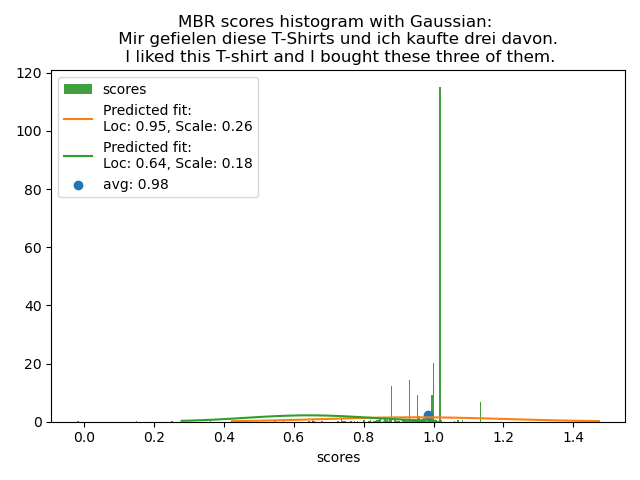 MBR scores histogram with Gaussian:
Mir gefielen diese T-Shirts und ich kaufte drei davon.
I liked this T-shirt and I bought these three of them.
120
100
80
60
40
20
0
scores
Predicted fit:
Loc: 0.95, Scale: 0.26
Predicted fit:
Loc: 0.64, Scale: 0.18
avg: 0.98
0.0 0.2 0.4 0.6 0.8 1.0 1.2 1.4
scores